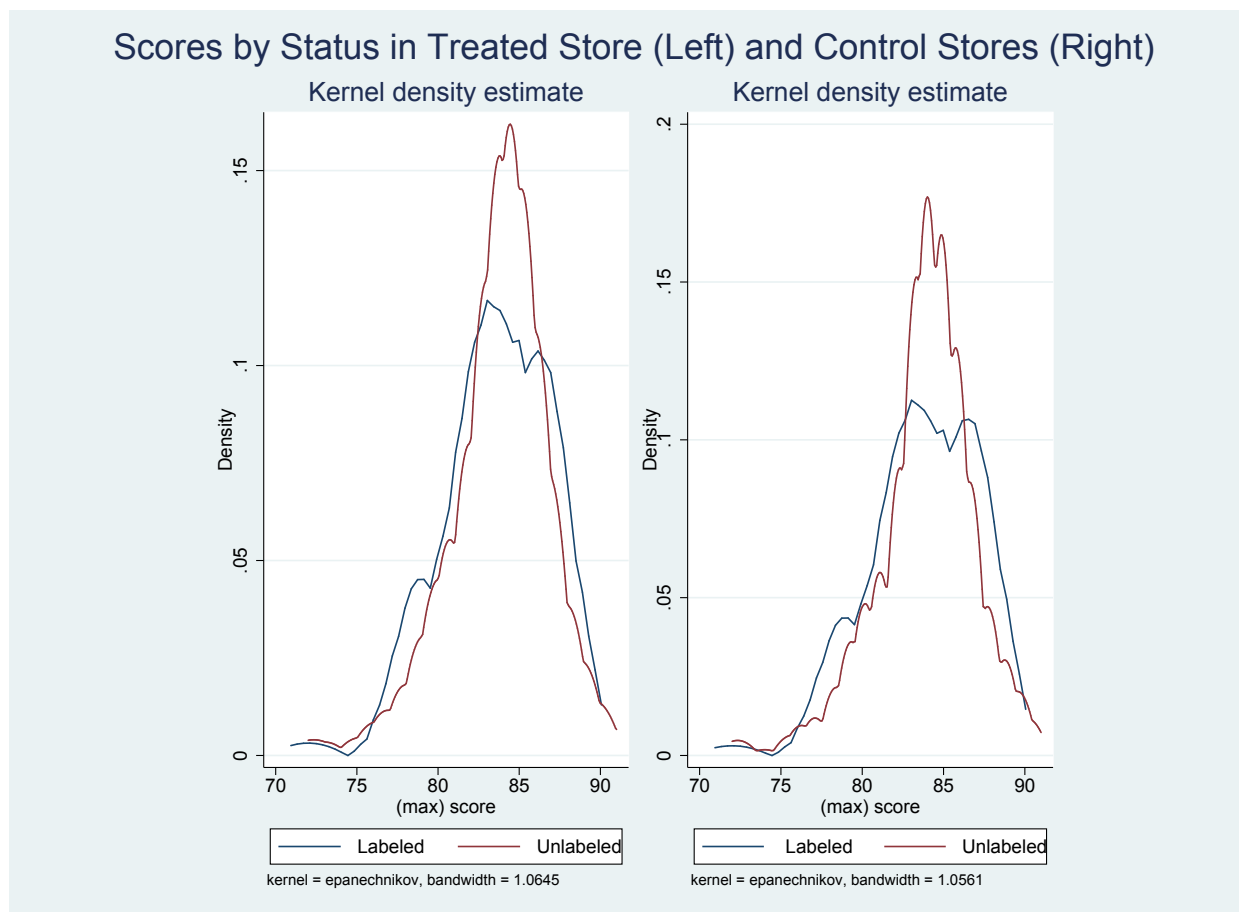 Scores by Status in Treated Store (Left) and Control Stores (Right)
Kernel density estimate
Density
0
.05
.1
.15
70 75 80 85 90
(max) score
Labeled Unlabeled
kernel = epanechnikov, bandwidth = 1.0645
Kernel density estimate
Density
0
.05
.1
.15
.2
70 75 80 85 90
(max) score
Labeled Unlabeled
kernel = epanechnikov, bandwidth = 1.0561